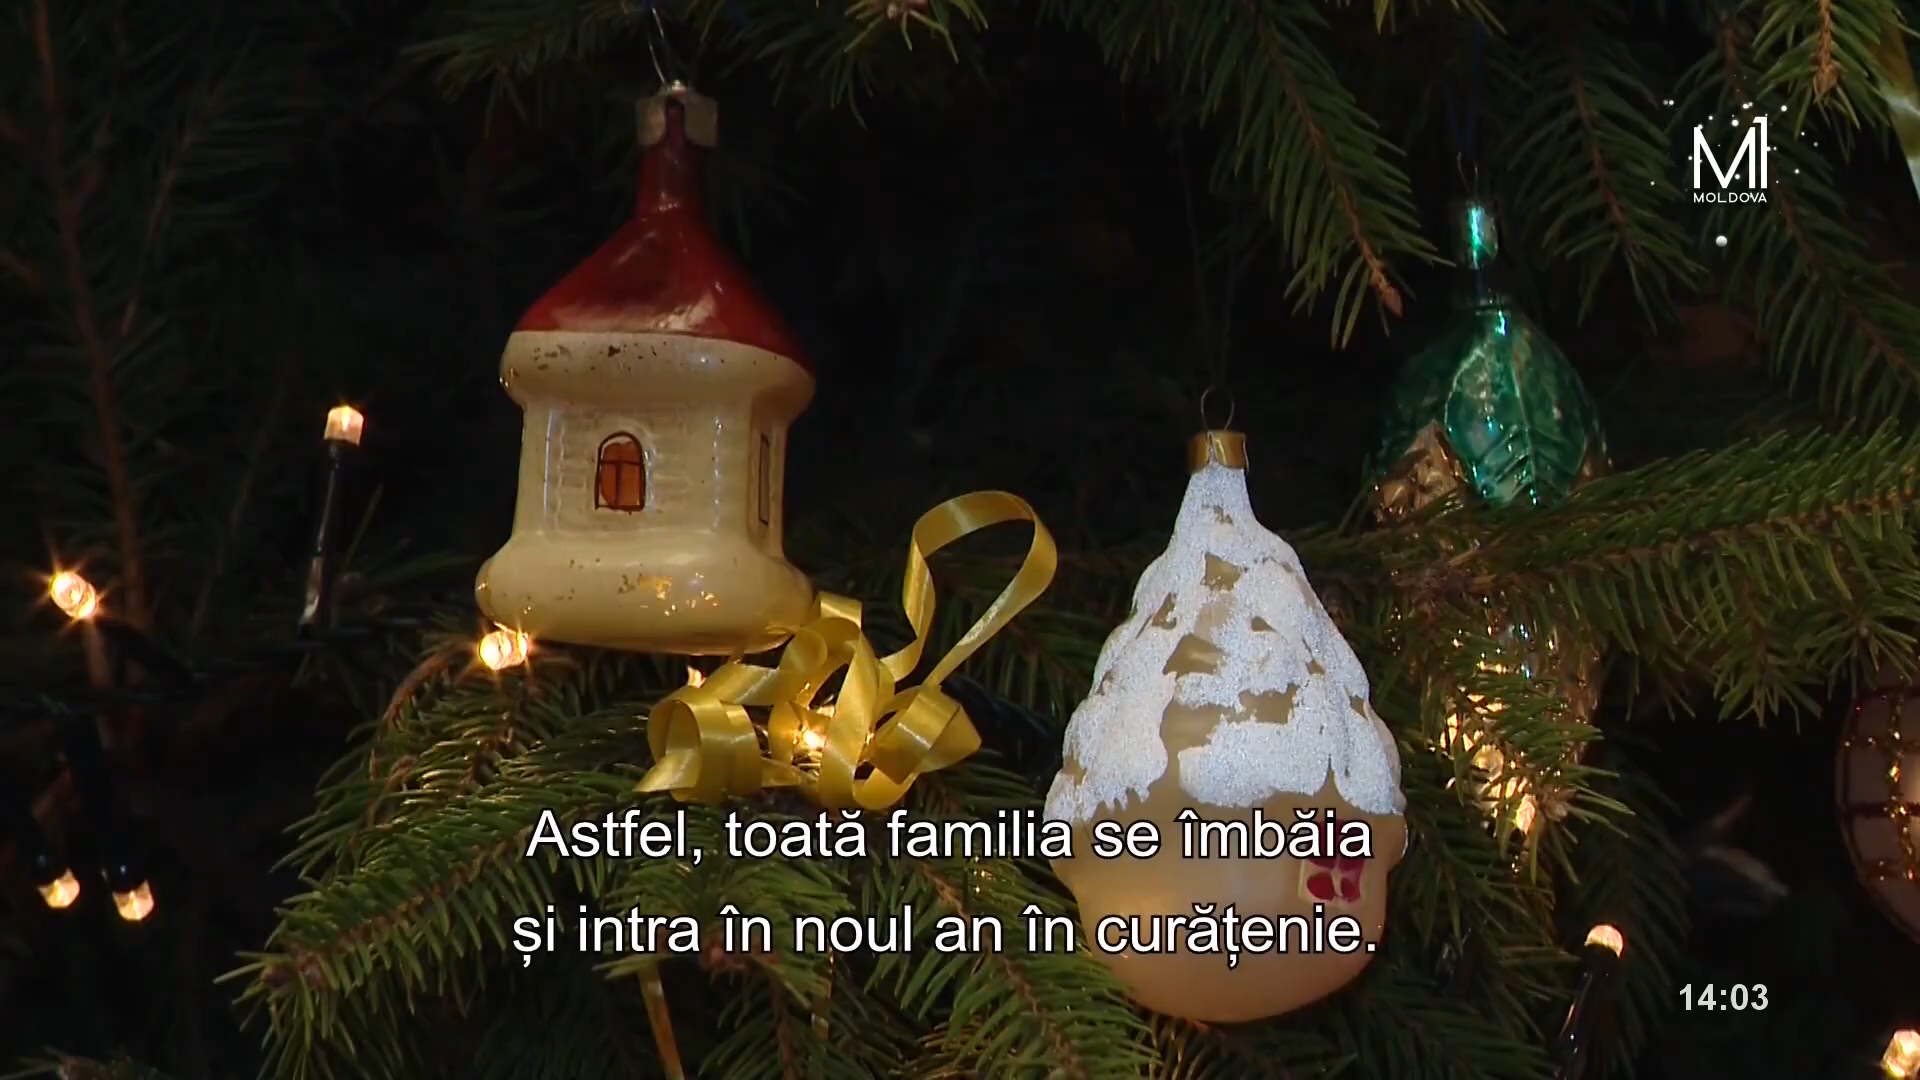 M1
MOLDOVA
Astfel, toată familia se îmbăia
și intra în noul an în curățenie.
14:03